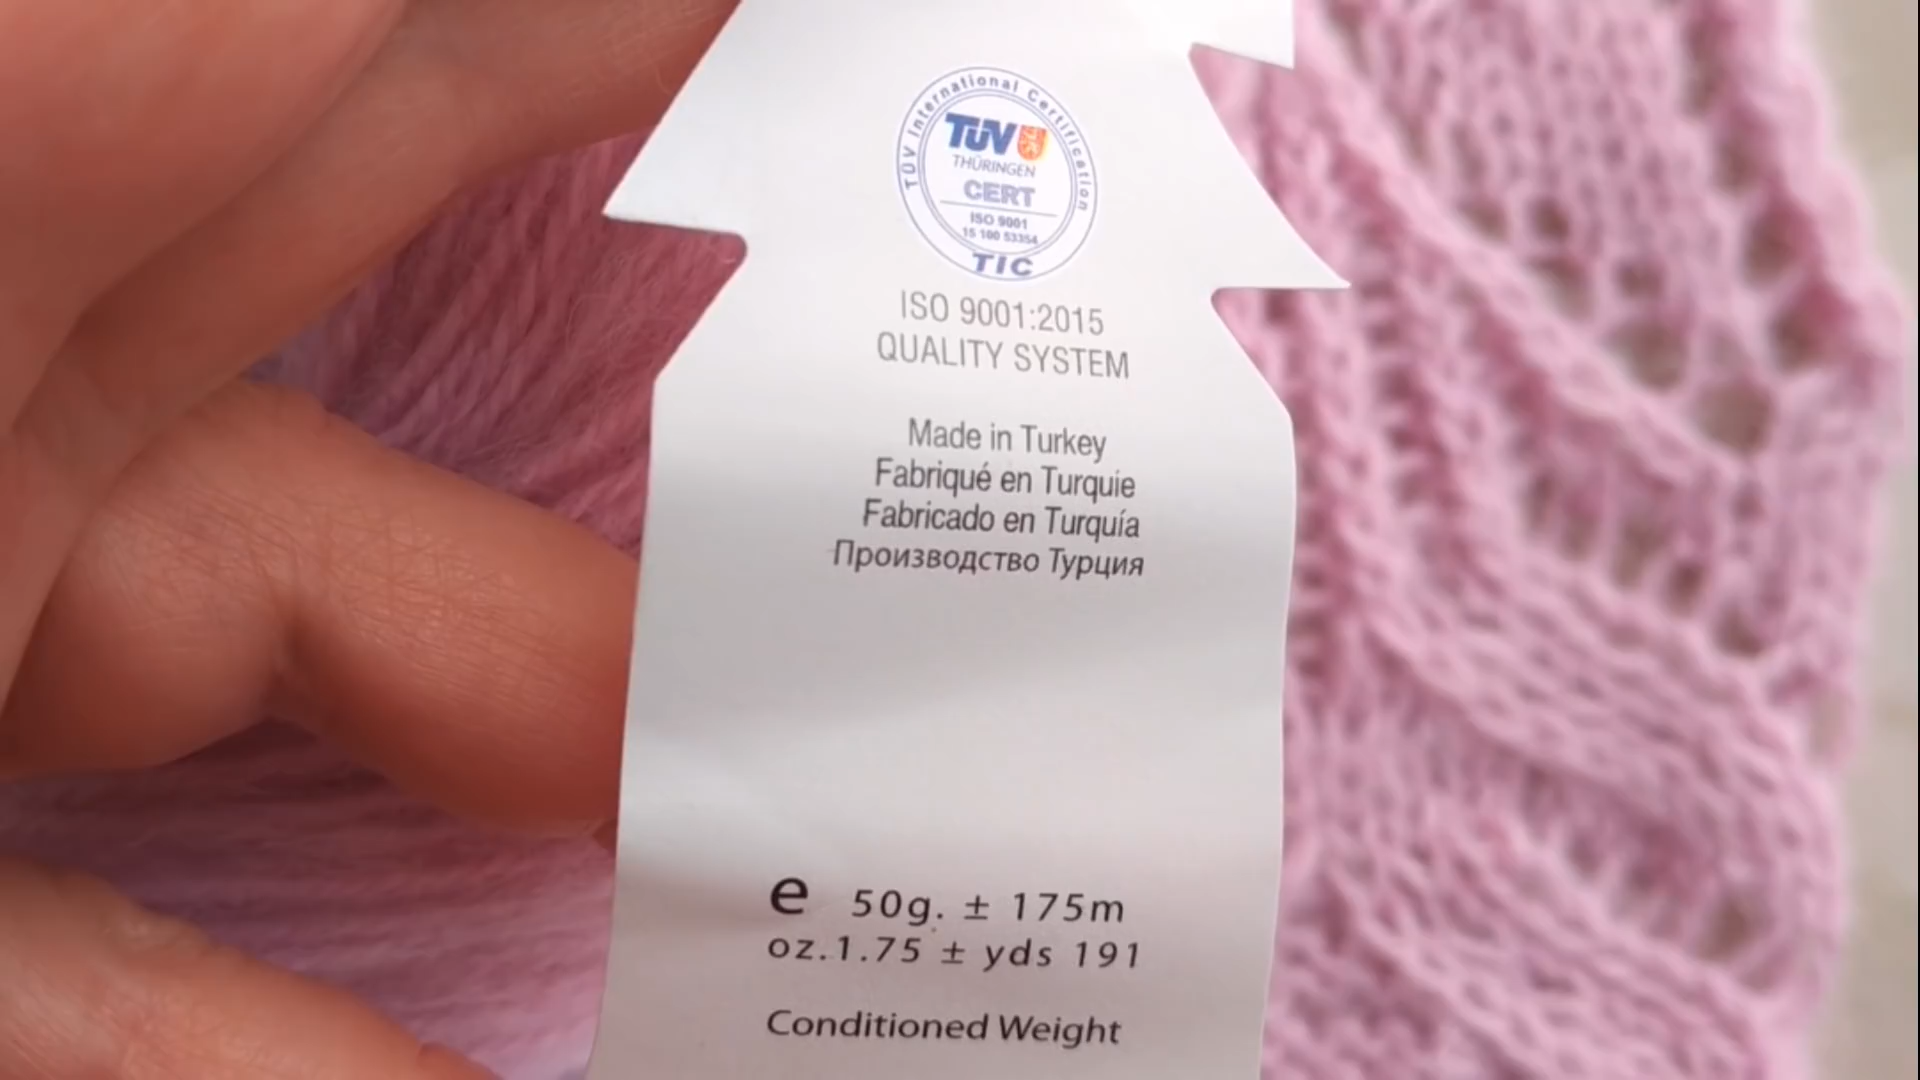 TÜV International Certification
TÜV
THÜRINGEN
CERT
ISO 9001
15 100 53354
TIC
ISO 9001:2015
QUALITY SYSTEM
Made in Turkey
Fabriqué en Turquie
Fabricado en Turquía
Производство Турция
e 50g. ± 175m
oz.1.75 ± yds 191
Conditioned Weight